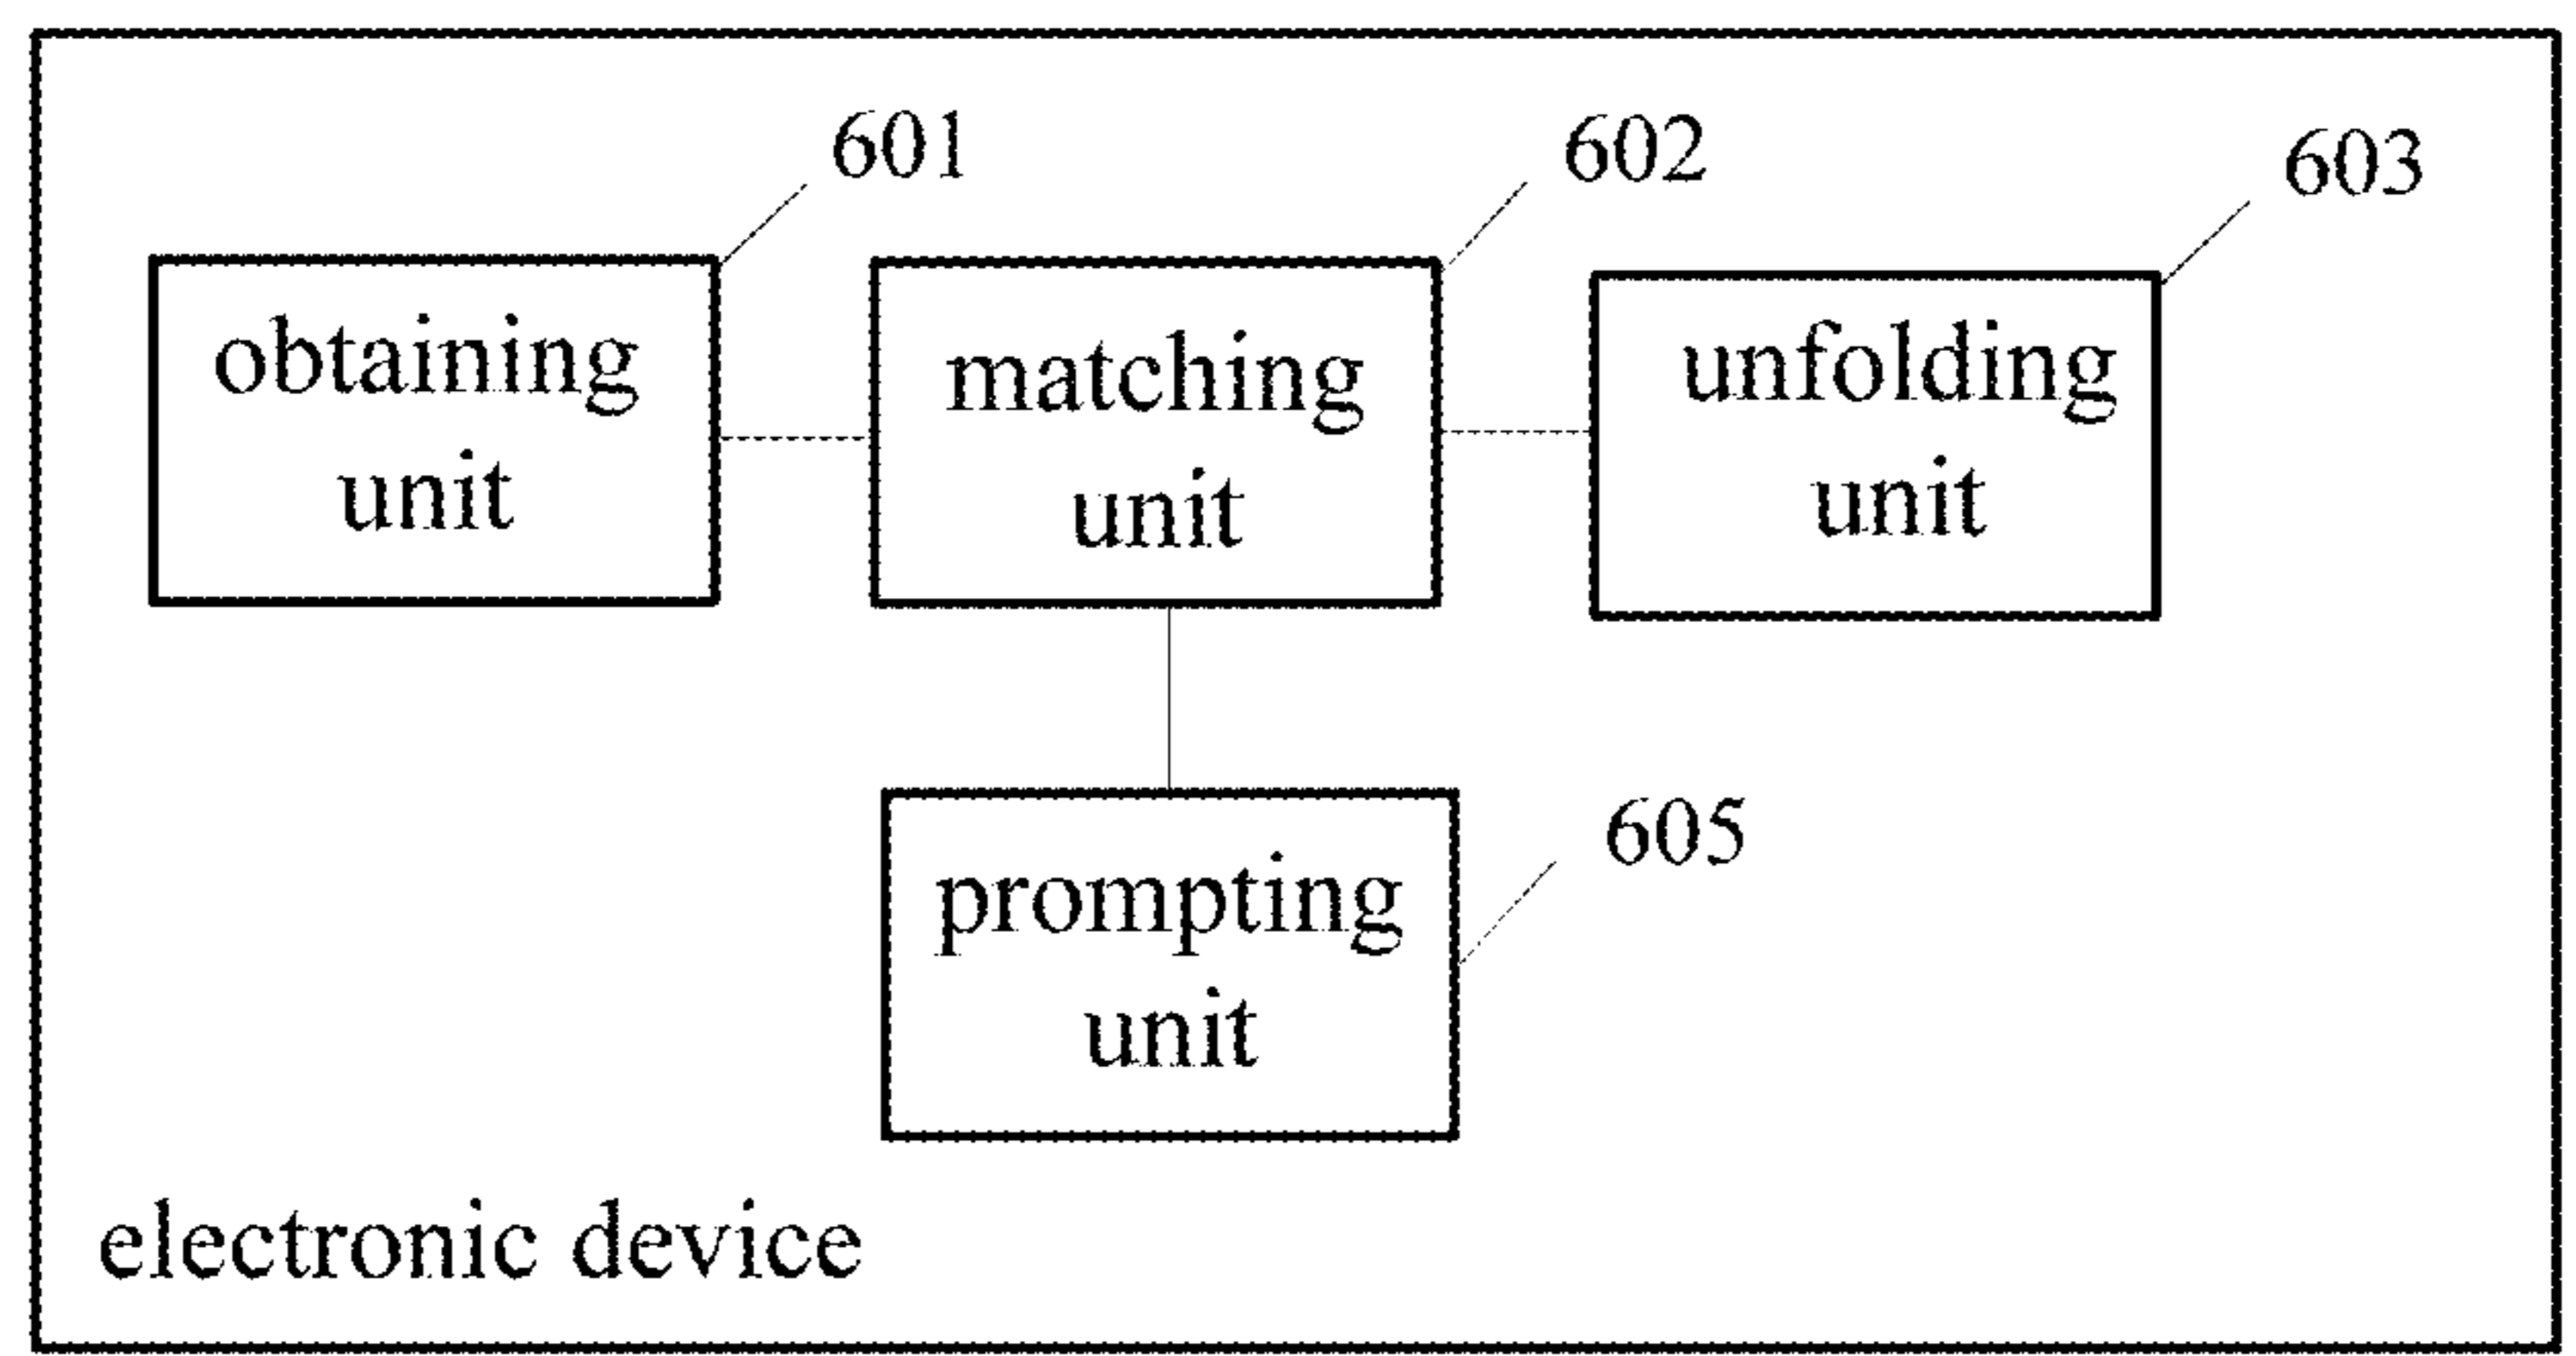 601
602
603
obtaining
unit
matching
unit
unfolding
unit
605
prompting
unit
electronic device